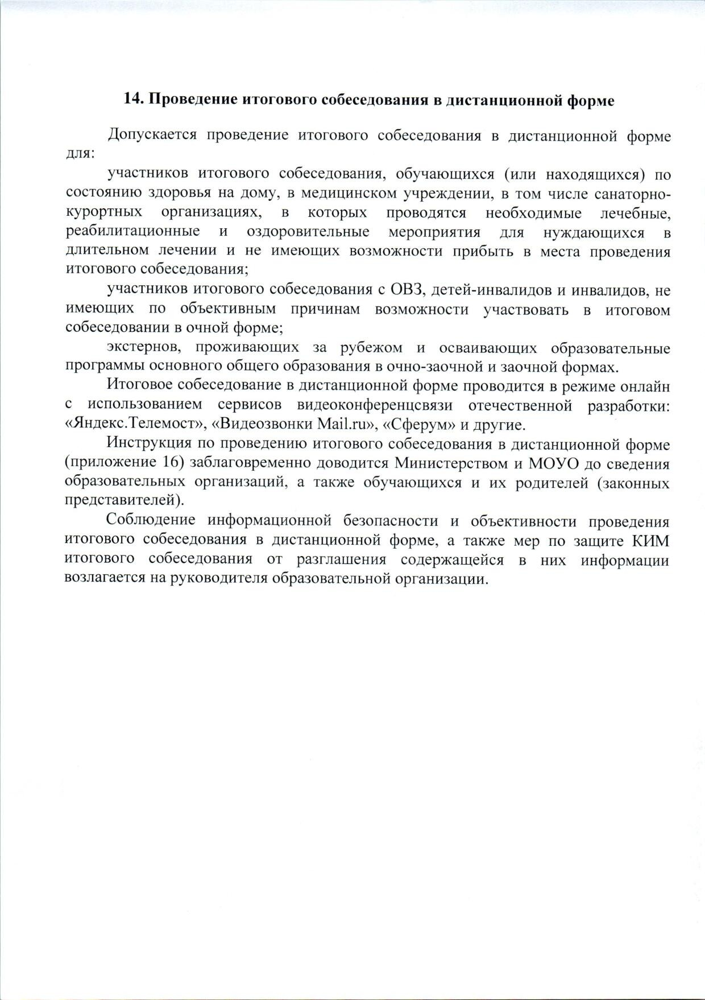 14. Проведение итогового собеседования в дистанционной форме
Допускается проведение итогового собеседования в дистанционной форме
для:
участников итогового собеседования, обучающихся (или находящихся) по
состоянию здоровья на дому, в медицинском учреждении, в том числе санаторно-
курортных организациях, в которых проводятся необходимые лечебные,
реабилитационные и оздоровительные мероприятия для нуждающихся в
длительном лечении и не имеющих возможности прибыть в места проведения
итогового собеседования;
участников итогового собеседования с ОВЗ, детей-инвалидов и инвалидов, не
имеющих по объективным причинам возможности участвовать в итоговом
собеседовании в очной форме;
экстернов, проживающих за рубежом и осваивающих образовательные
программы основного общего образования в очно-заочной и заочной формах.
Итоговое собеседование в дистанционной форме проводится в режиме онлайн
с использованием сервисов видеоконференцсвязи отечественной разработки:
«Яндекс.Телемост», «Видеозвонки Mail.ru», «Сферум» и другие.
Инструкция по проведению итогового собеседования в дистанционной форме
(приложение 16) заблаговременно доводится Министерством и МОУО до сведения
образовательных организаций, а также обучающихся и их родителей (законных
представителей).
Соблюдение информационной безопасности и объективности проведения
итогового собеседования в дистанционной форме, а также мер по защите КИМ
итогового собеседования от разглашения содержащейся в них информации
возлагается на руководителя образовательной организации.